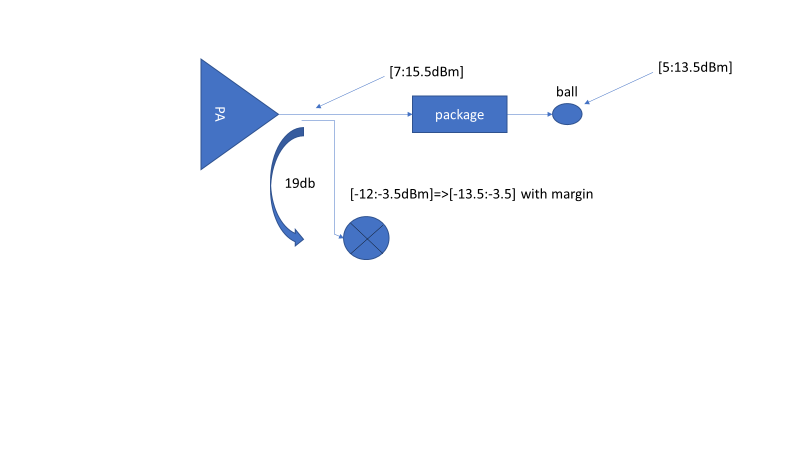 [7:15.5dBm]
[5:13.5dBm]
ball
PA
package
19db
[-12:-3.5dBm]=>[-13.5:-3.5] with margin